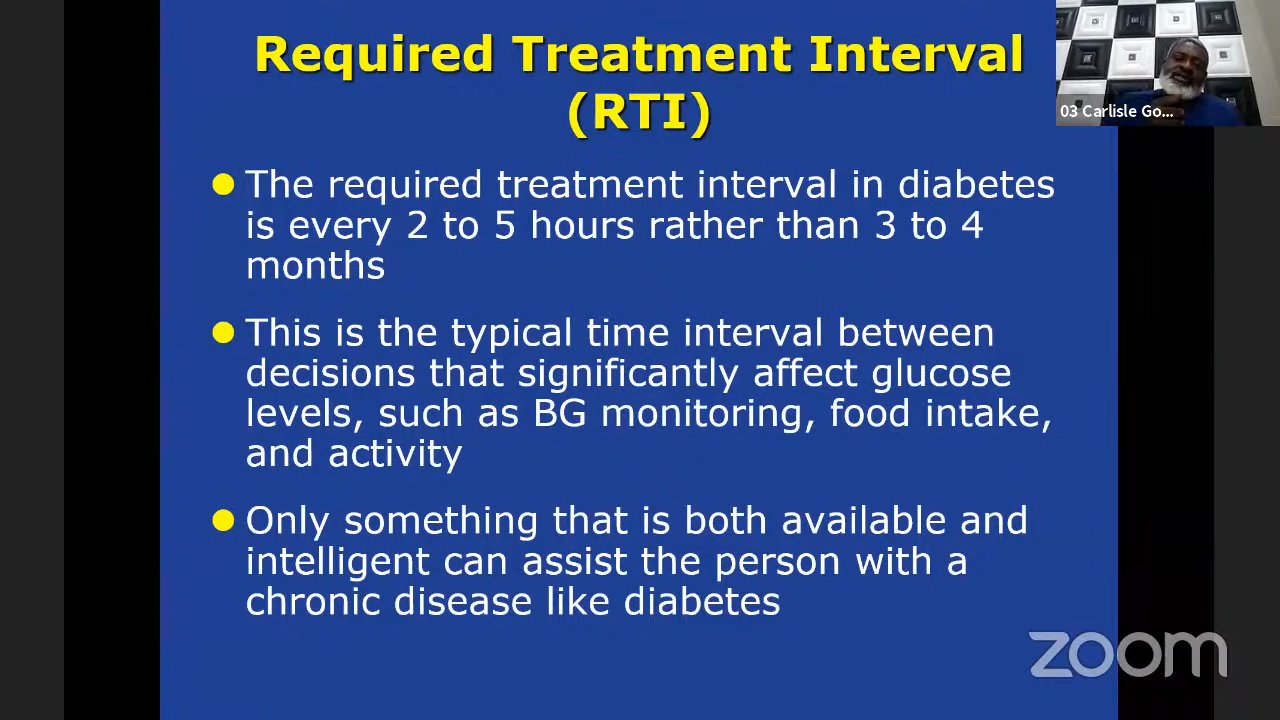 Required Treatment Interval
(RTI)
03 Carlisle Go...
The required treatment interval in diabetes
is every 2 to 5 hours rather than 3 to 4
months
This is the typical time interval between
decisions that significantly affect glucose
levels, such as BG monitoring, food intake,
and activity
Only something that is both available and
intelligent can assist the person with a
chronic disease like diabetes
zoom